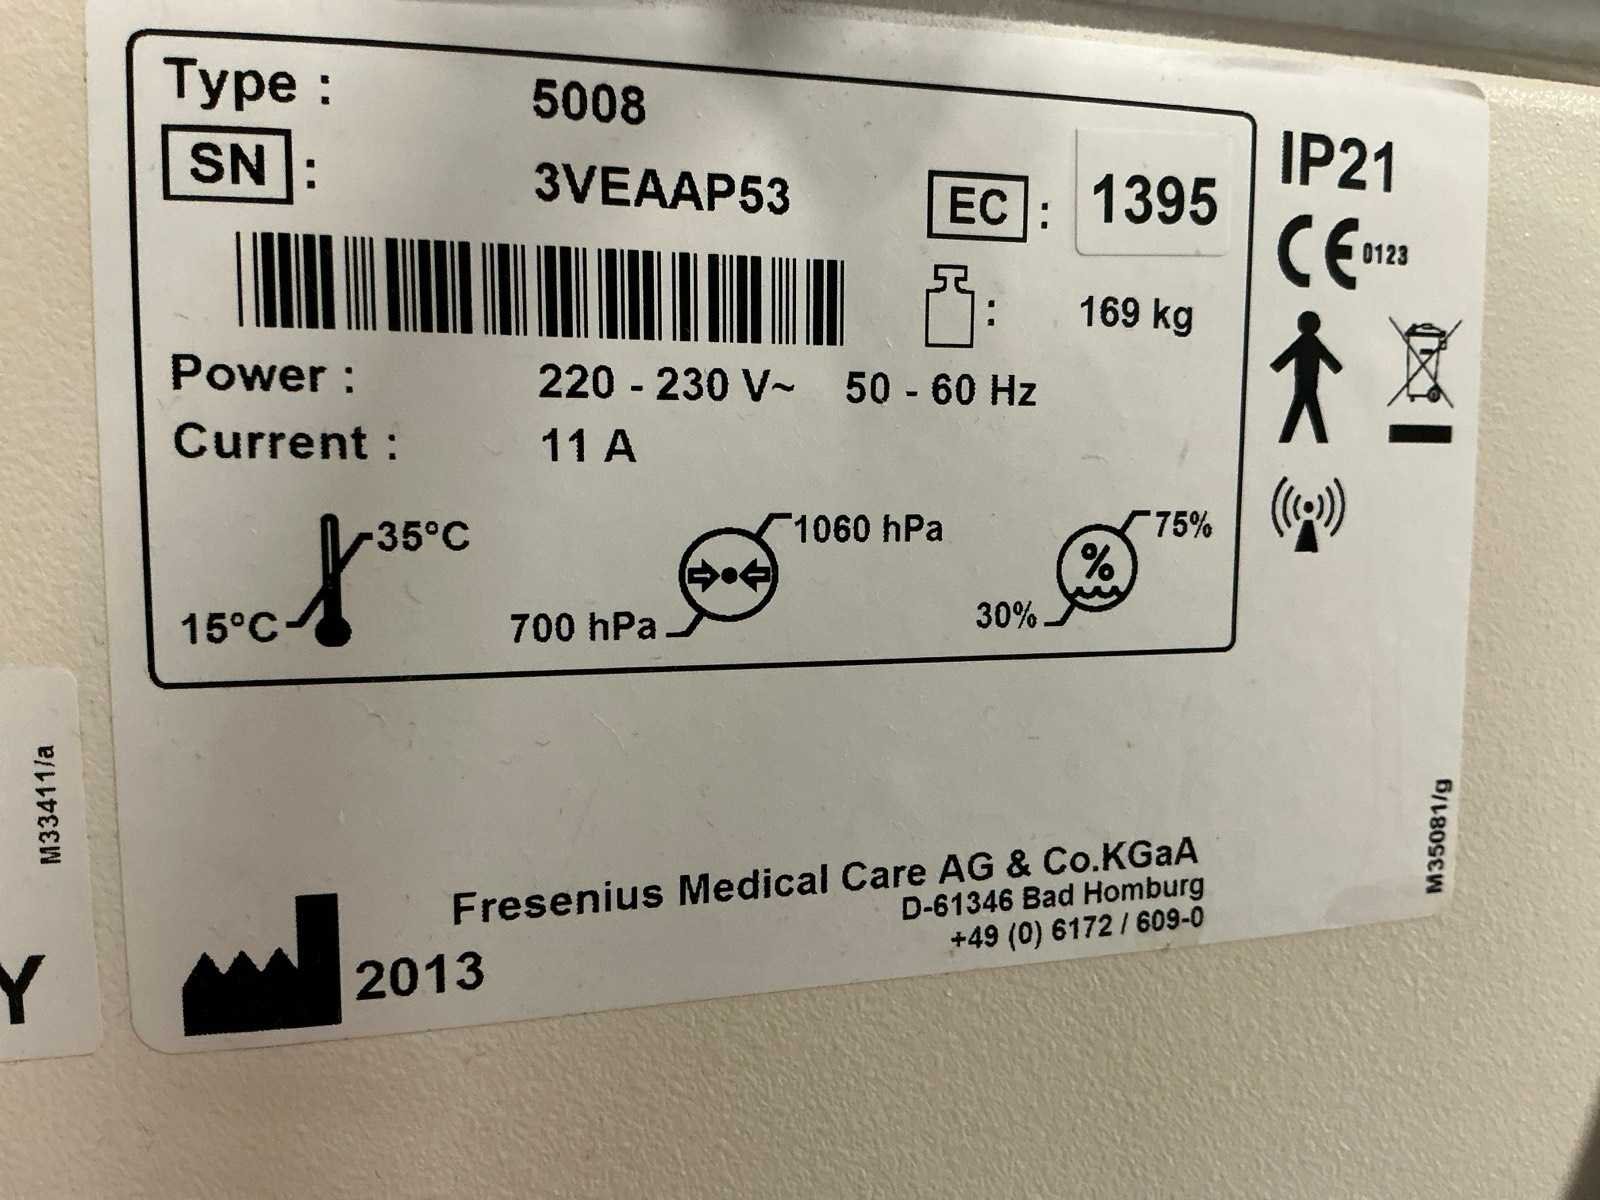 Type : 5008
SN : 3VEAAP53
EC : 1395
: 169 kg
Power : 220 - 230 V~ 50 - 60 Hz
Current : 11 A
35°C
15°C
1060 hPa
700 hPa
%
75%
30%
IP21
CE 0123
Fresenius Medical Care AG & Co.KGaA
D-61346 Bad Homburg
+49 (0) 6172 / 609-0
2013
M35081/g
M33411/a
Y